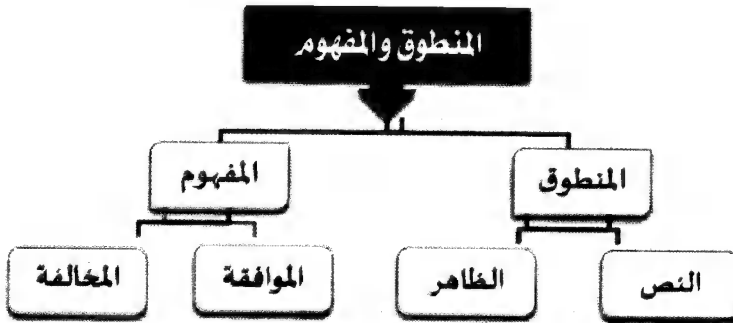 المنطوق والمفهوم
المنطوق
المفهوم
النص
الظاهر
الموافقة
المخالفة